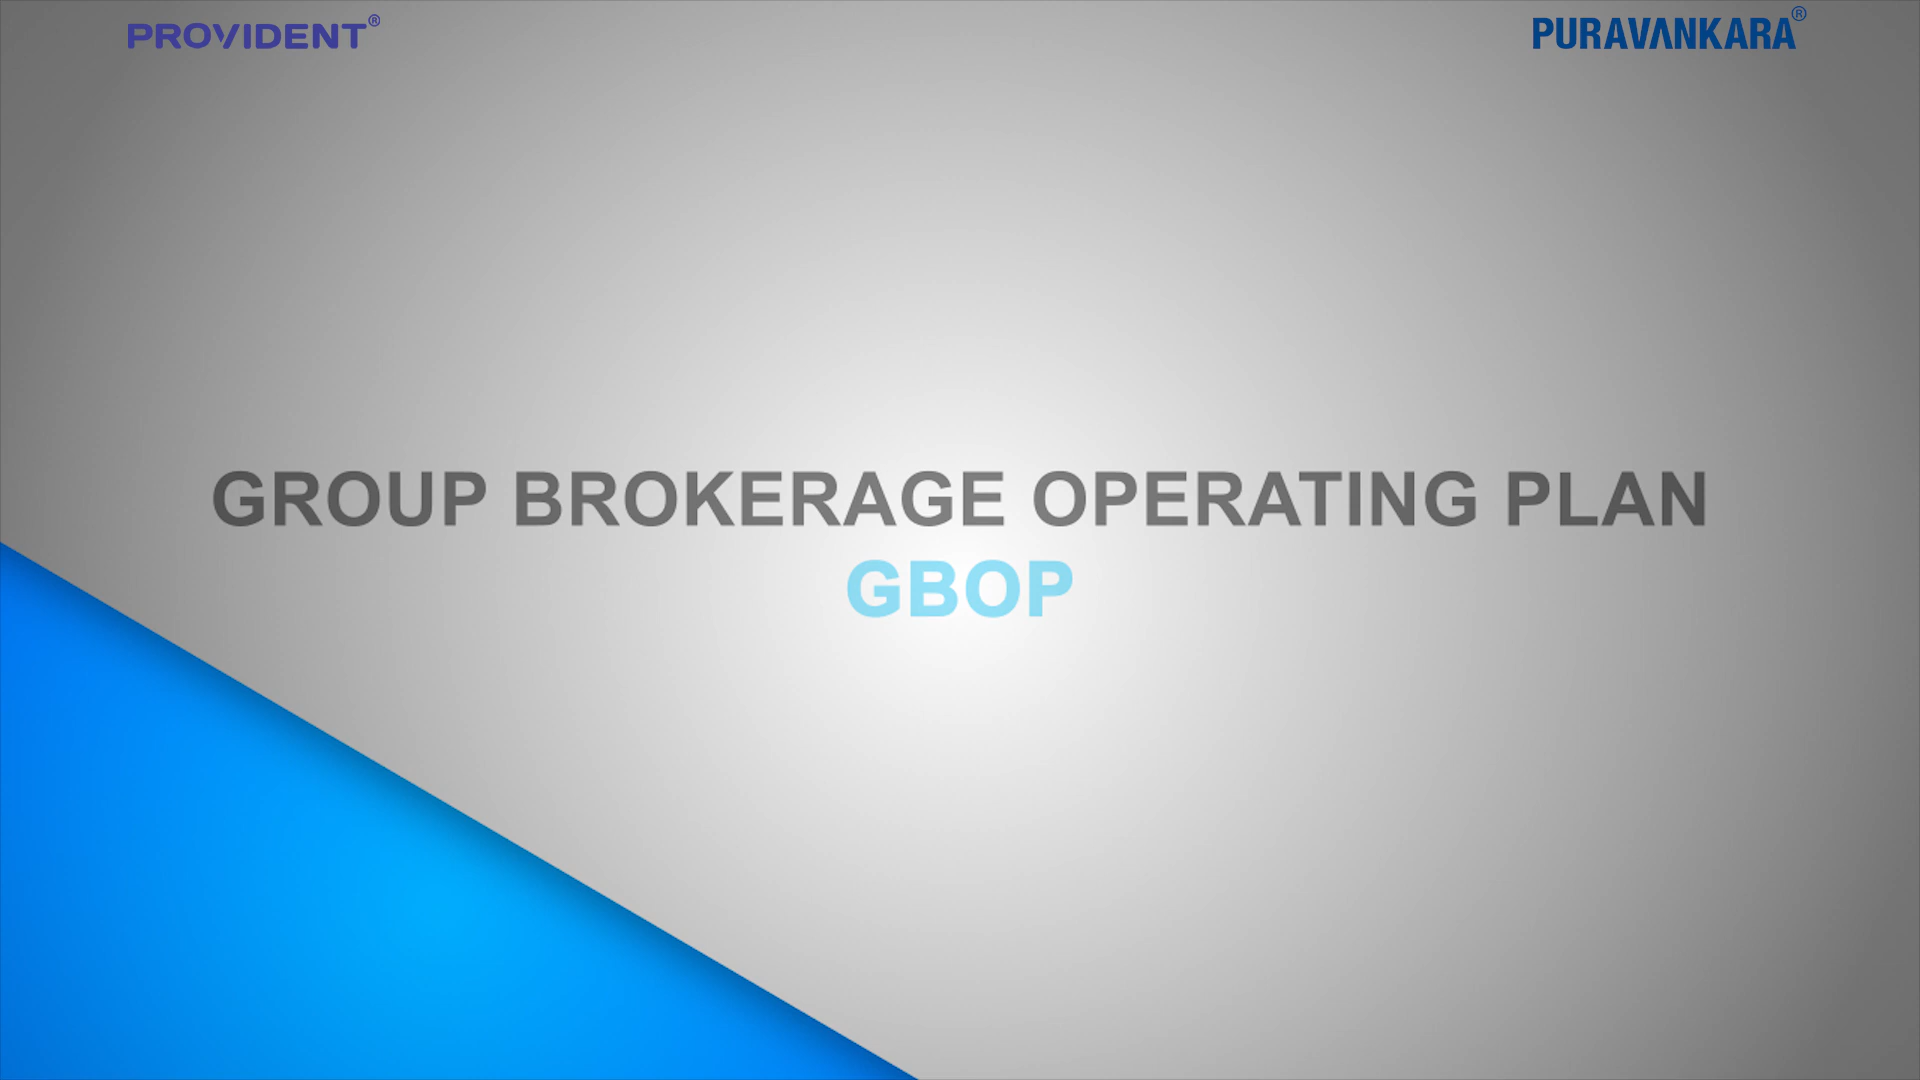 PROVIDENT®
PURAVANKARA®
GROUP BROKERAGE OPERATING PLAN
GBOP